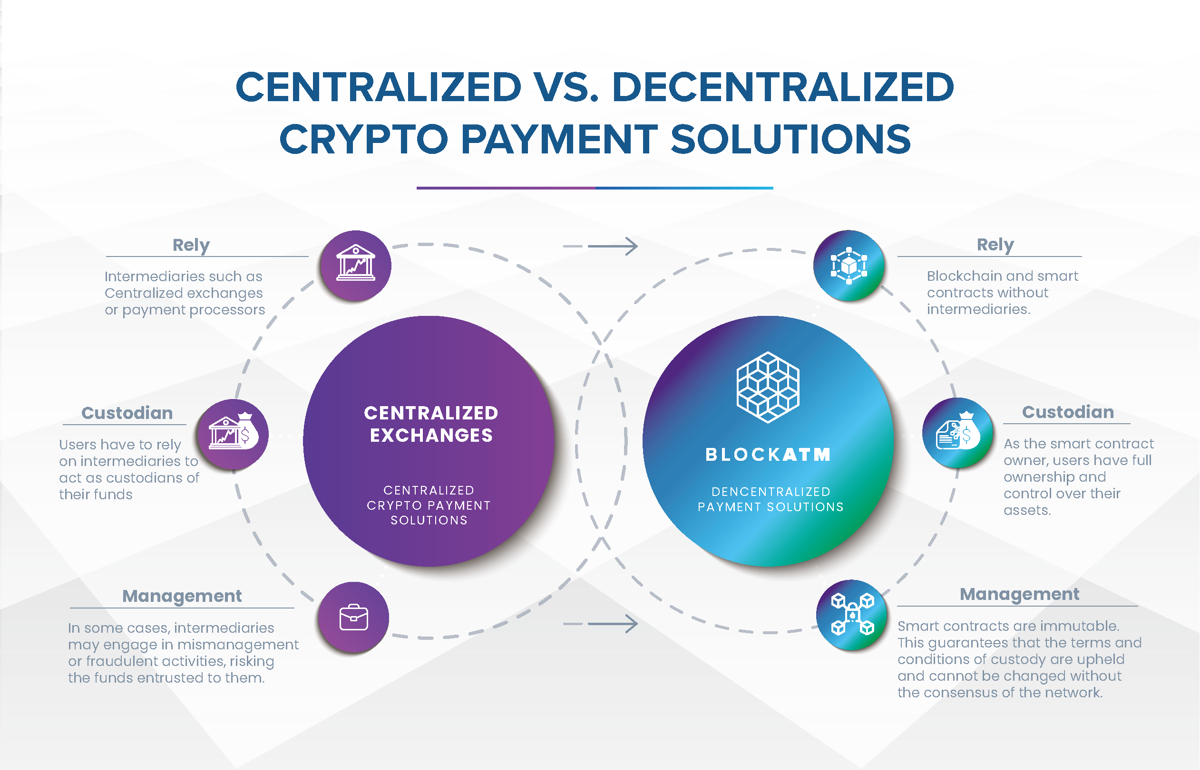 CENTRALIZED VS. DECENTRALIZED
CRYPTO PAYMENT SOLUTIONS
Rely
Intermediaries such as
Centralized exchanges
or payment processors
Custodian
Users have to rely
on intermediaries to
act as custodians of
their funds
Management
In some cases, intermediaries
may engage in mismanagement
or fraudulent activities, risking
the funds entrusted to them.
CENTRALIZED
EXCHANGES
CENTRALIZED
CRYPTO PAYMENT
SOLUTIONS
BLOCKATM
DENCENTRALIZED
PAYMENT SOLUTIONS
Rely
Blockchain and smart
contracts without
intermediaries.
Custodian
As the smart contract
owner, users have full
ownership and
control over their
assets.
Management
Smart contracts are immutable.
This guarantees that the terms and
conditions of custody are upheld
and cannot be changed without
the consensus of the network.